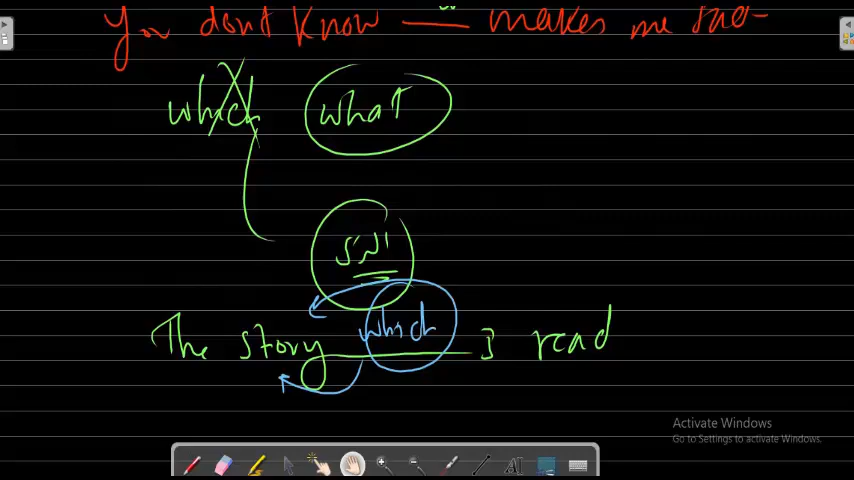 You dont know — makes me sad
which what
The story which I read
Activate Windows
Go to Settings to activate Windows.